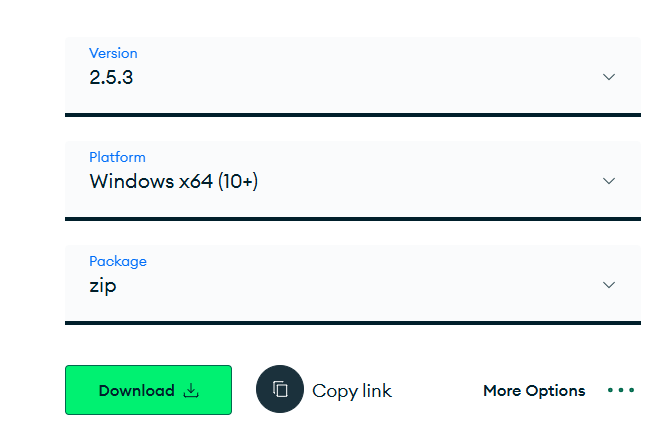 Version
2.5.3
Platform
Windows x64 (10+)
Package
zip
Download
Copy link
More Options